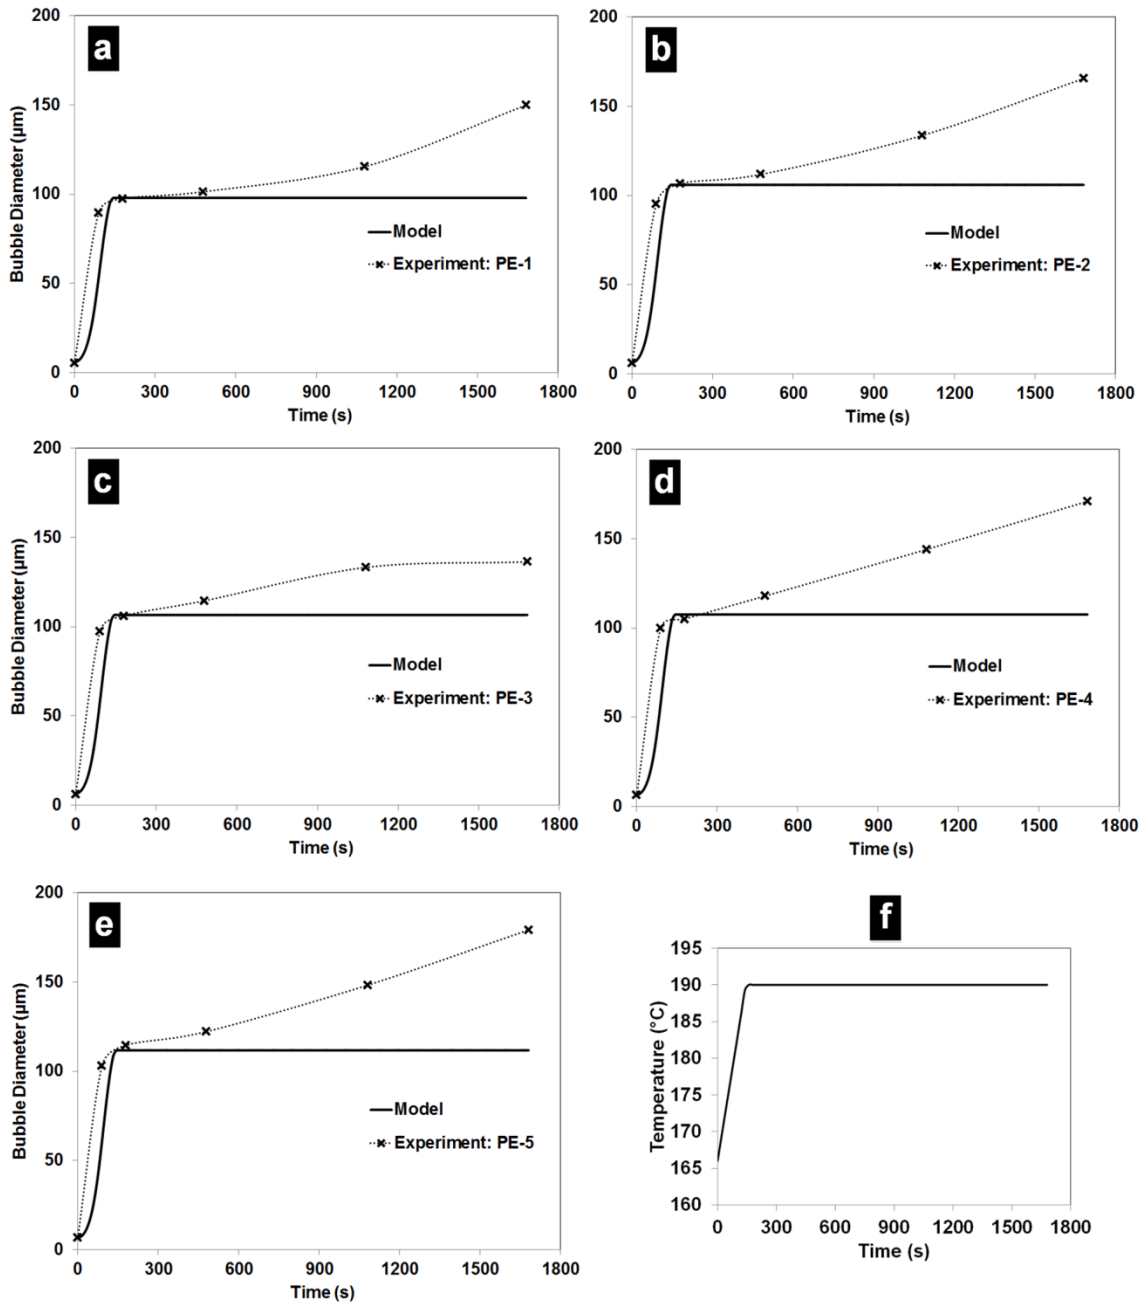 a
200
150
100
50
0
Bubble Diameter (µm)
Model
Experiment: PE-1
0 300 600 900 1200 1500 1800
Time (s)
b
200
150
100
50
0
Model
Experiment: PE-2
0 300 600 900 1200 1500 1800
Time (s)
c
200
150
100
50
0
Bubble Diameter (µm)
Model
Experiment: PE-3
0 300 600 900 1200 1500 1800
Time (s)
d
200
150
100
50
0
Model
Experiment: PE-4
0 300 600 900 1200 1500 1800
Time (s)
e
200
150
100
50
0
Bubble Diameter (µm)
Model
Experiment: PE-5
0 300 600 900 1200 1500 1800
Time (s)
f
195
190
185
180
175
170
165
160
Temperature (°C)
0 300 600 900 1200 1500 1800
Time (s)